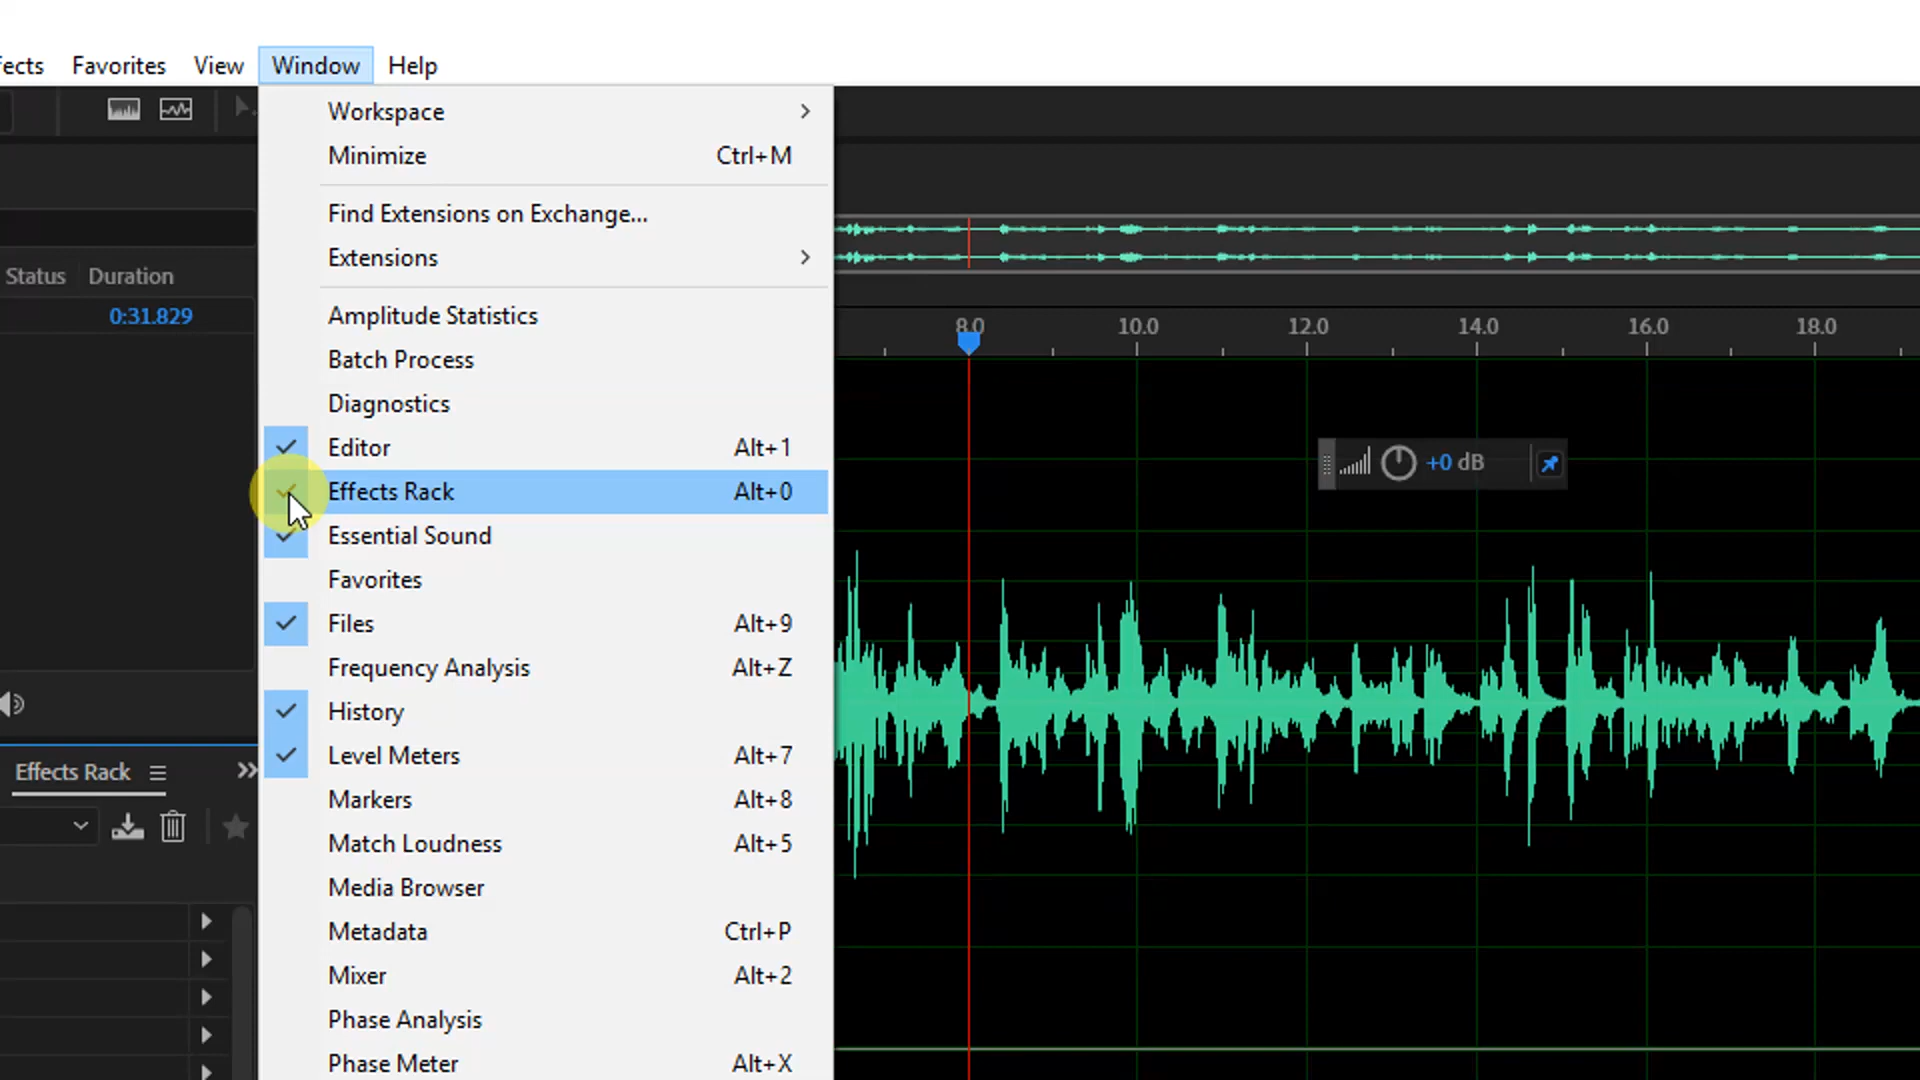 ects Favorites View Window Help
Workspace
Minimize Ctrl+M
Find Extensions on Exchange...
Extensions
Amplitude Statistics
Batch Process
Diagnostics
Editor Alt+1
Effects Rack Alt+0
Essential Sound
Favorites
Files Alt+9
Frequency Analysis Alt+Z
History
Level Meters Alt+7
Markers Alt+8
Match Loudness Alt+5
Media Browser
Metadata Ctrl+P
Mixer Alt+2
Phase Analysis
Phase Meter Alt+X
Status Duration
0:31.829
Effects Rack
8.0 10.0 12.0 14.0 16.0 18.0
+0 dB